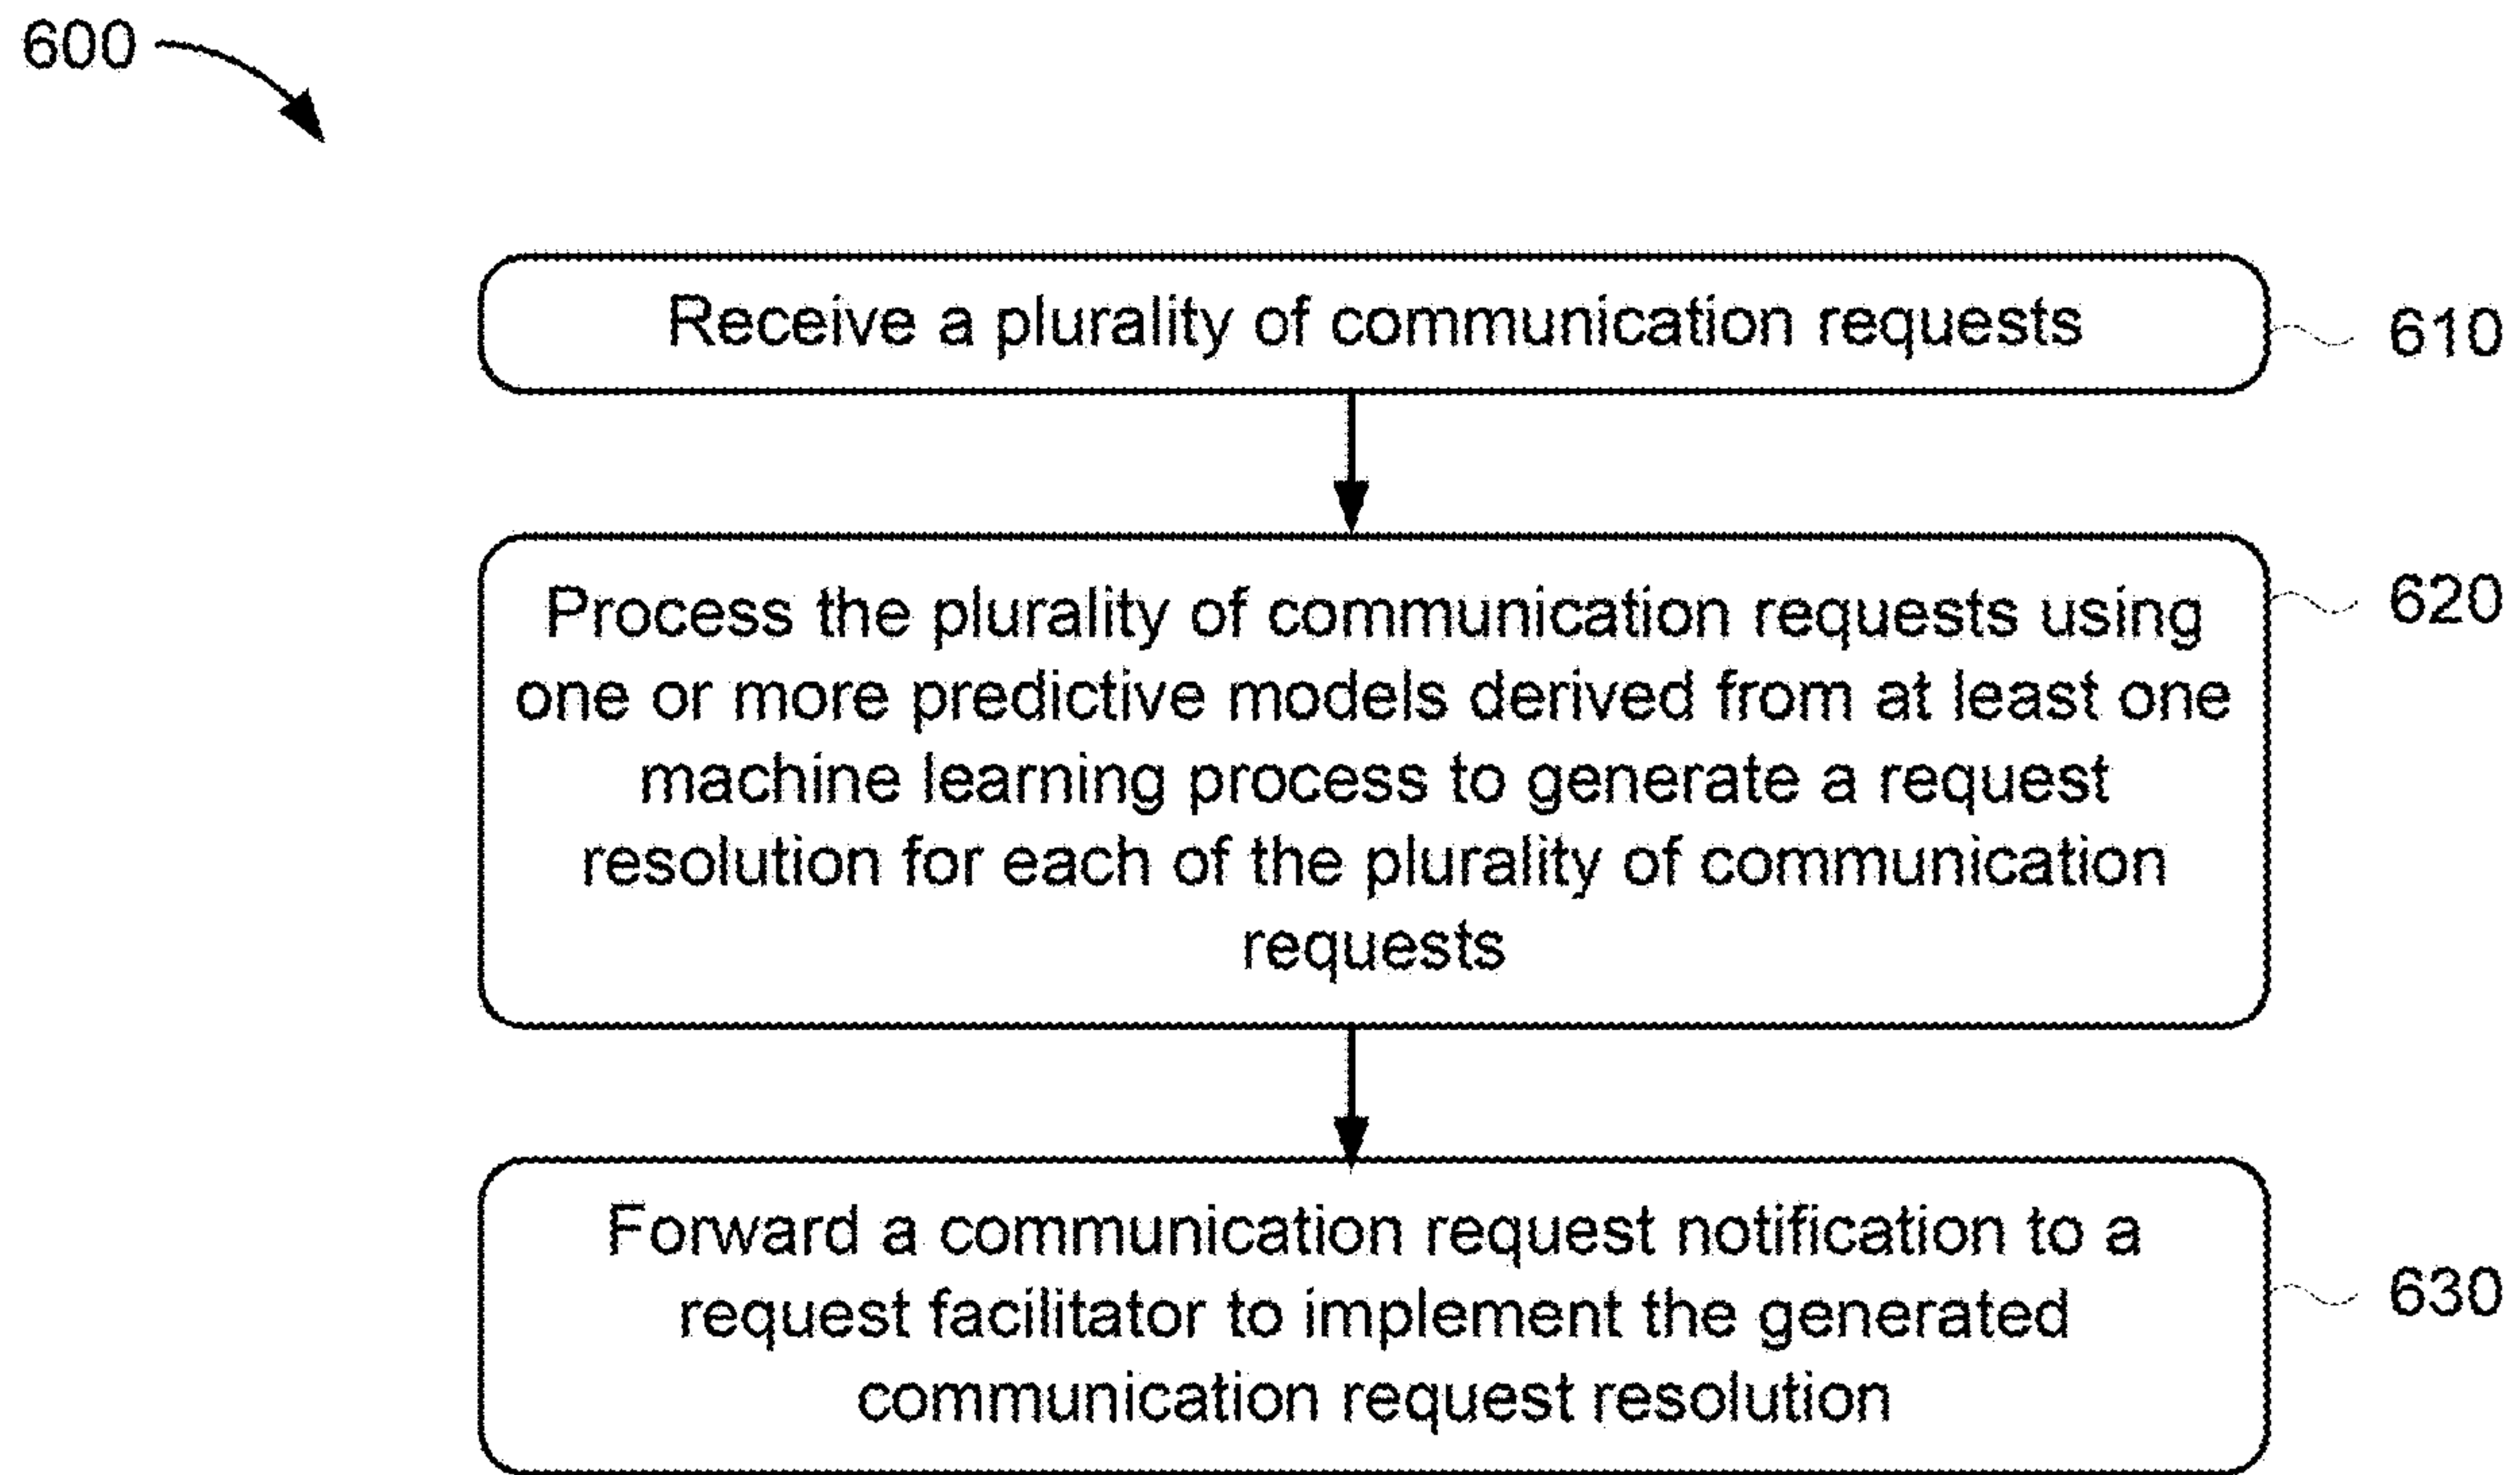 600
Receive a plurality of communication requests
610
Process the plurality of communication requests using
one or more predictive models derived from at least one
machine learning process to generate a request
resolution for each of the plurality of communication
requests
620
Forward a communication request notification to a
request facilitator to implement the generated
communication request resolution
630